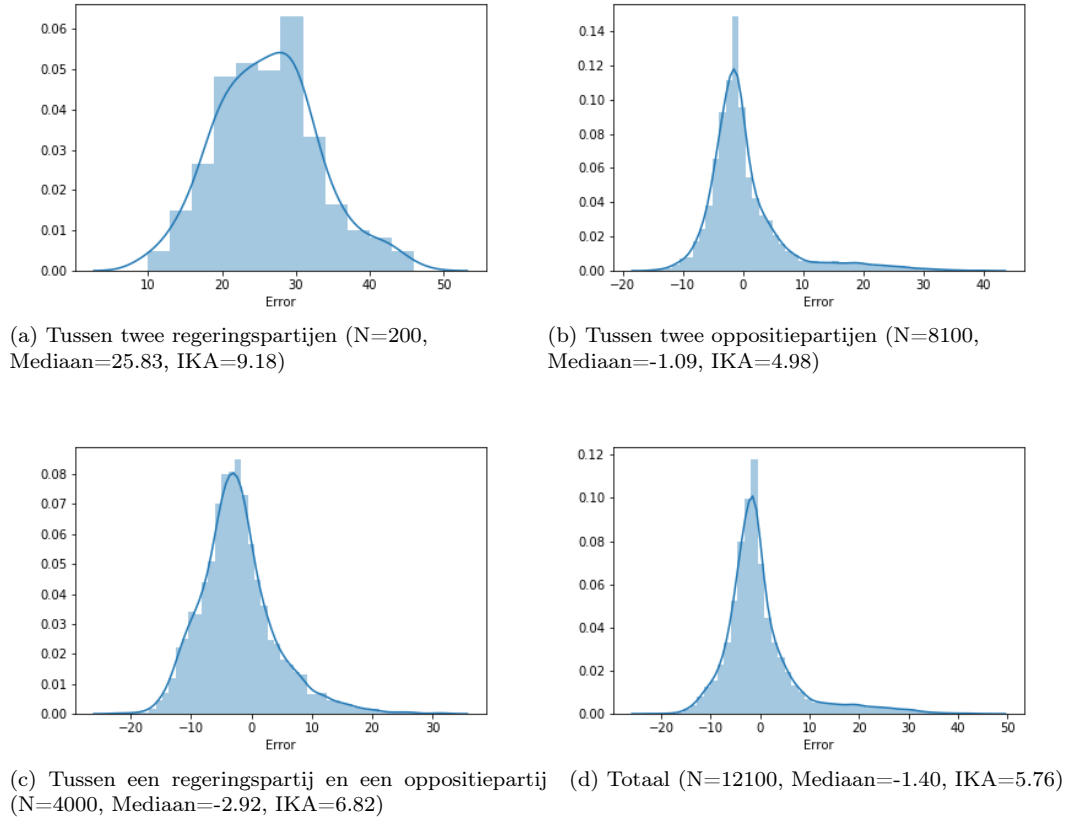 0.06
0.05
0.04
0.03
0.02
0.01
0.00
10 20 30 40 50
Error
(a) Tussen twee regeringspartijen (N=200,
Mediaan=25.83, IKA=9.18)
0.14
0.12
0.10
0.08
0.06
0.04
0.02
0.00
−20 −10 0 10 20 30 40
Error
(b) Tussen twee oppositiepartijen (N=8100,
Mediaan=-1.09, IKA=4.98)
0.08
0.07
0.06
0.05
0.04
0.03
0.02
0.01
0.00
−20 −10 0 10 20 30
Error
(c) Tussen een regeringspartij en een oppositiepartij
(N=4000, Mediaan=-2.92, IKA=6.82)
0.12
0.10
0.08
0.06
0.04
0.02
0.00
−20 −10 0 10 20 30 40 50
Error
(d) Totaal (N=12100, Mediaan=-1.40, IKA=5.76)